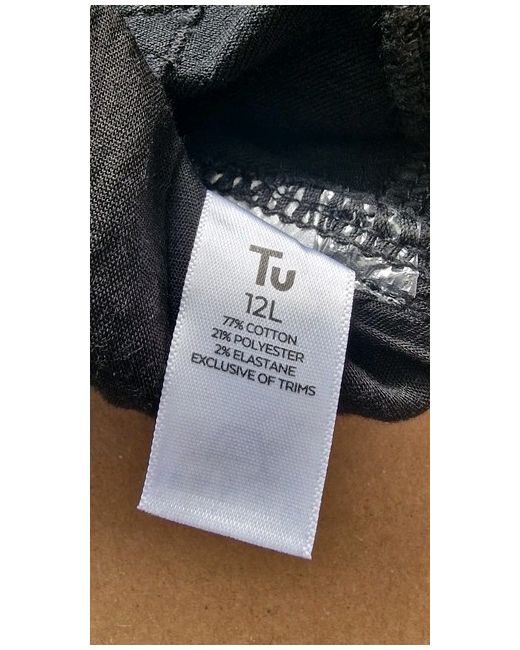 Tu
12L
77% COTTON
21% POLYESTER
2% ELASTANE
EXCLUSIVE OF TRIMS